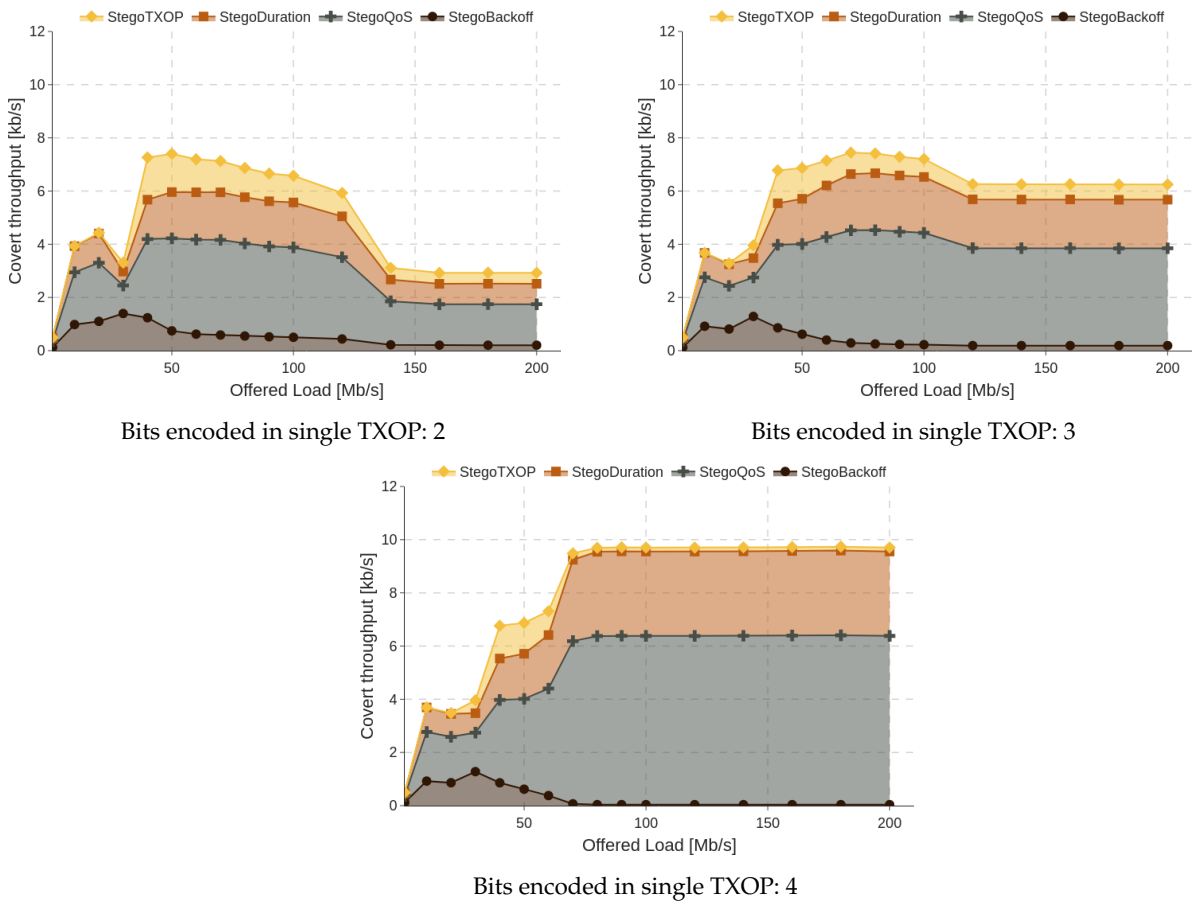 StegoTXOP StegoDuration StegoQoS StegoBackoff
12
10
8
6
4
2
0
Covert throughput [kb/s]
50 100 150 200
Offered Load [Mb/s]
Bits encoded in single TXOP: 2
StegoTXOP StegoDuration StegoQoS StegoBackoff
12
10
8
6
4
2
0
Covert throughput [kb/s]
50 100 150 200
Offered Load [Mb/s]
Bits encoded in single TXOP: 3
StegoTXOP StegoDuration StegoQoS StegoBackoff
12
10
8
6
4
2
0
Covert throughput [kb/s]
50 100 150 200
Offered Load [Mb/s]
Bits encoded in single TXOP: 4